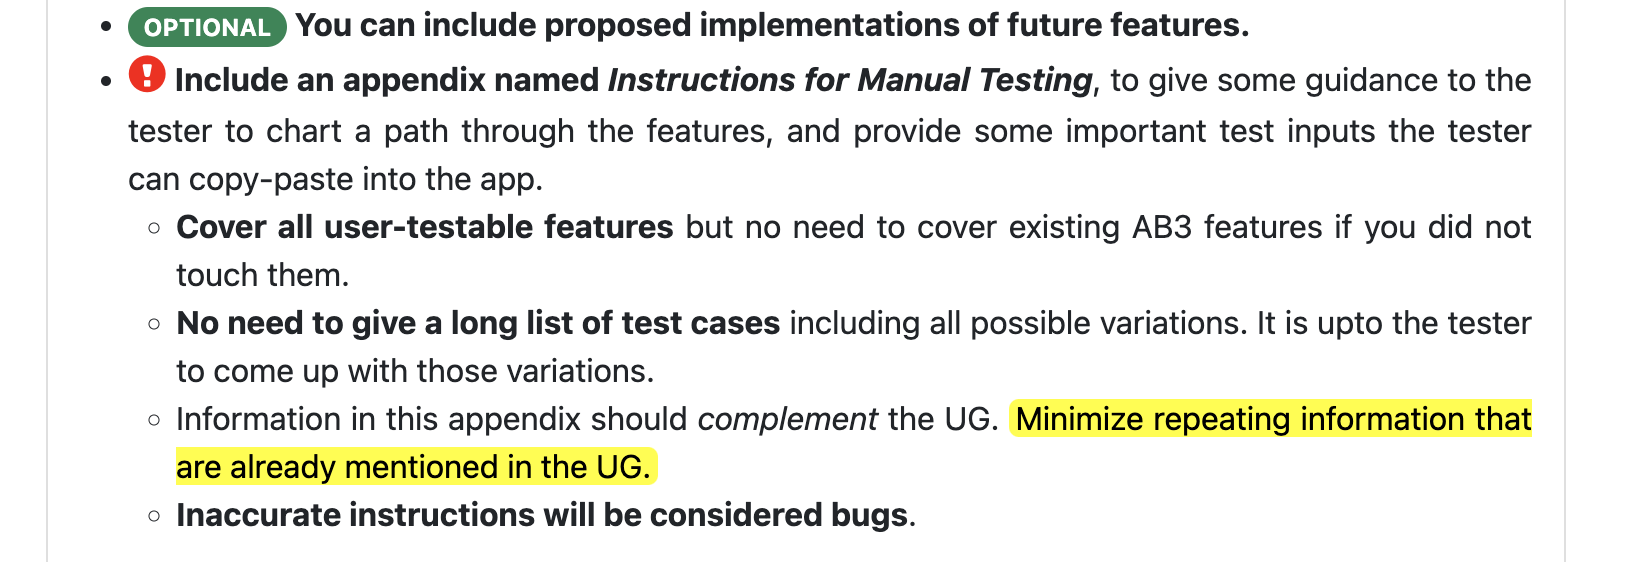 OPTIONAL You can include proposed implementations of future features.
Include an appendix named Instructions for Manual Testing, to give some guidance to the
tester to chart a path through the features, and provide some important test inputs the tester
can copy-paste into the app.
Cover all user-testable features but no need to cover existing AB3 features if you did not
touch them.
No need to give a long list of test cases including all possible variations. It is upto the tester
to come up with those variations.
Information in this appendix should complement the UG. Minimize repeating information that
are already mentioned in the UG.
Inaccurate instructions will be considered bugs.